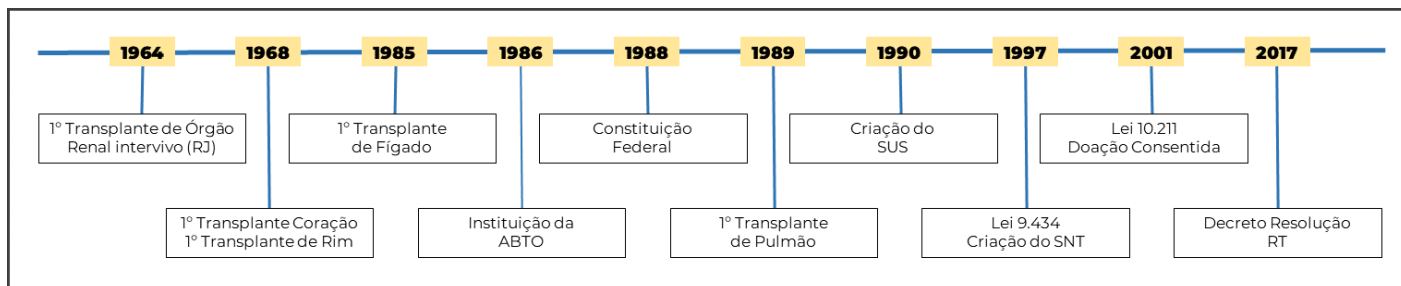 1964
1968
1985
1986
1988
1989
1990
1997
2001
2017
1º Transplante de Órgão
Renal intervivo (RJ)
1º Transplante
de Fígado
Constituição
Federal
Criação do
SUS
Lei 10.211
Doação Consentida
1º Transplante Coração
1º Transplante de Rim
Instituição da
ABTO
1º Transplante
de Pulmão
Lei 9.434
Criação do SNT
Decreto Resolução
RT